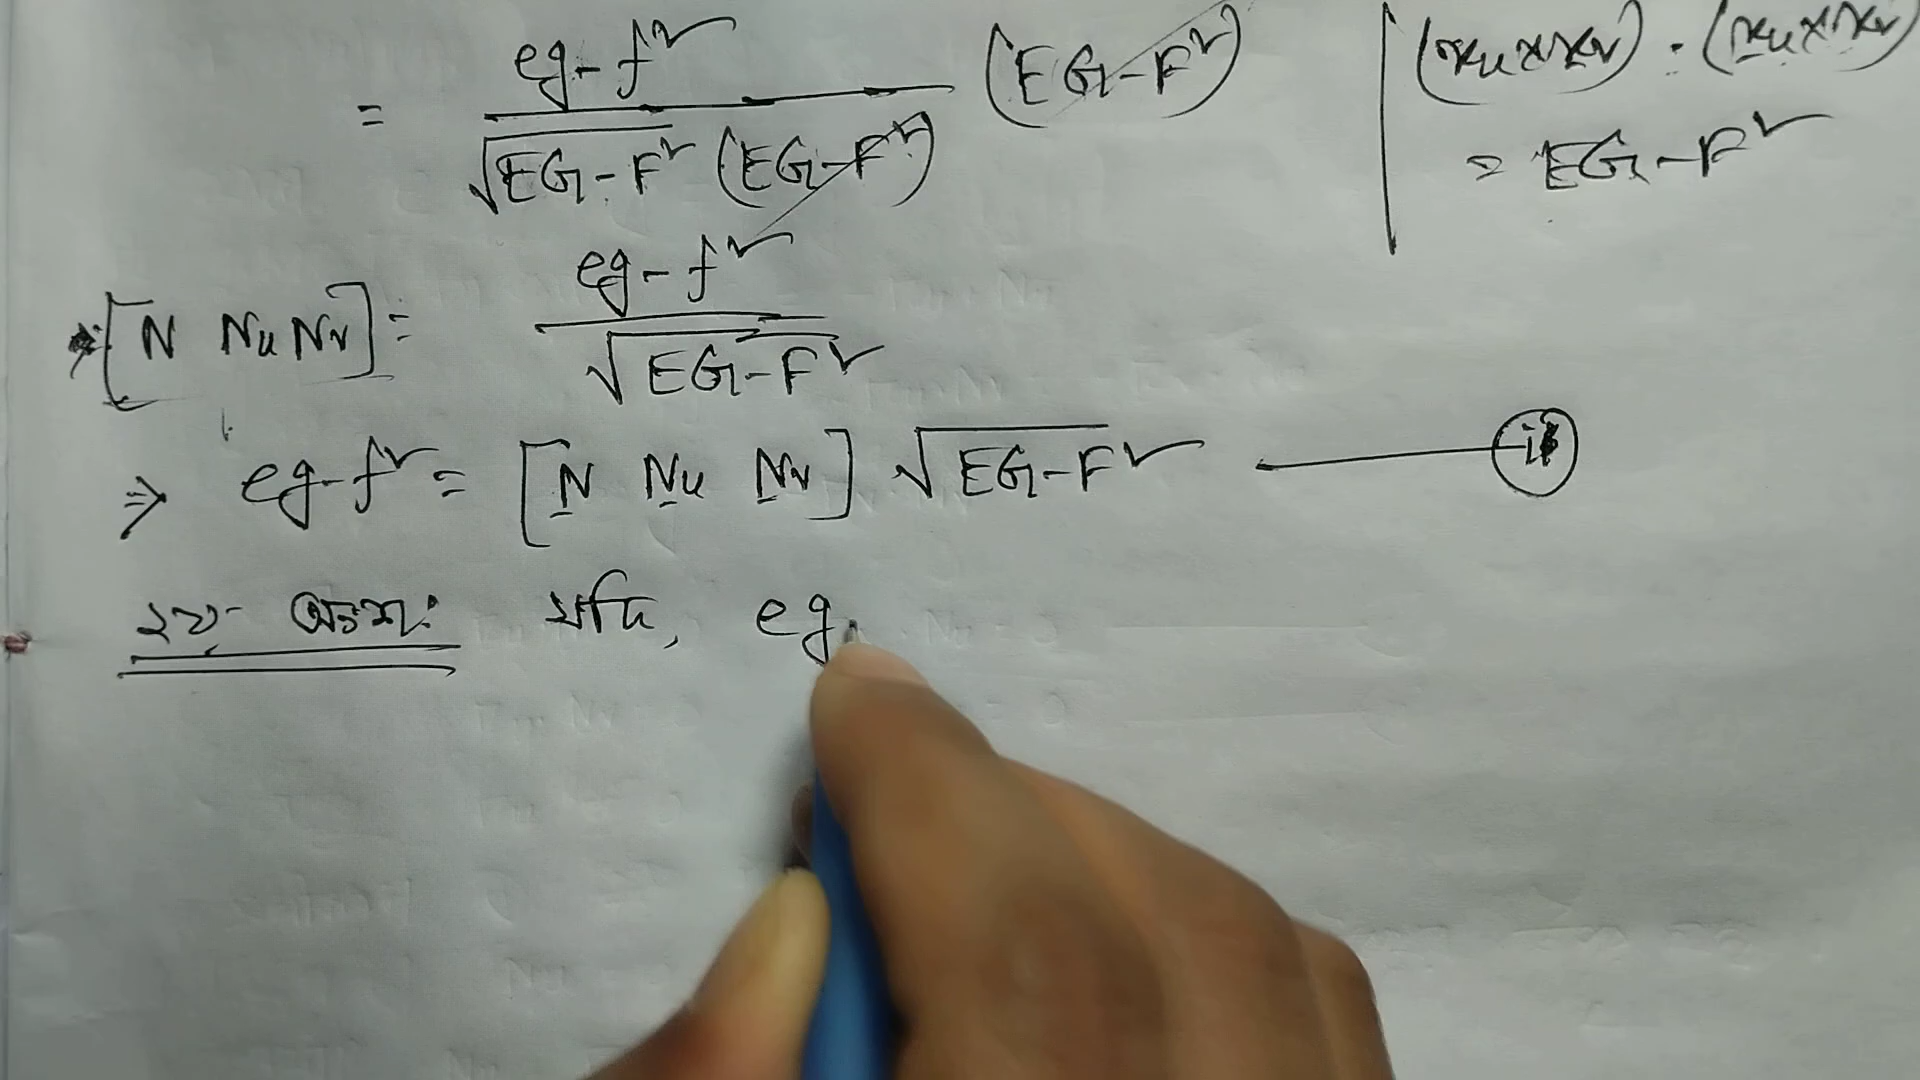 = eg-f² / √EG-F² (EG-F²) (EG-F²) | (xu×xv)·(xu×xv)
= EG-F²
[N Nu Nv] = eg-f² / √EG-F²
⇒ eg-f² = [N Nu Nv] √EG-F² —— ii
২য় অংশ: যদি, eg